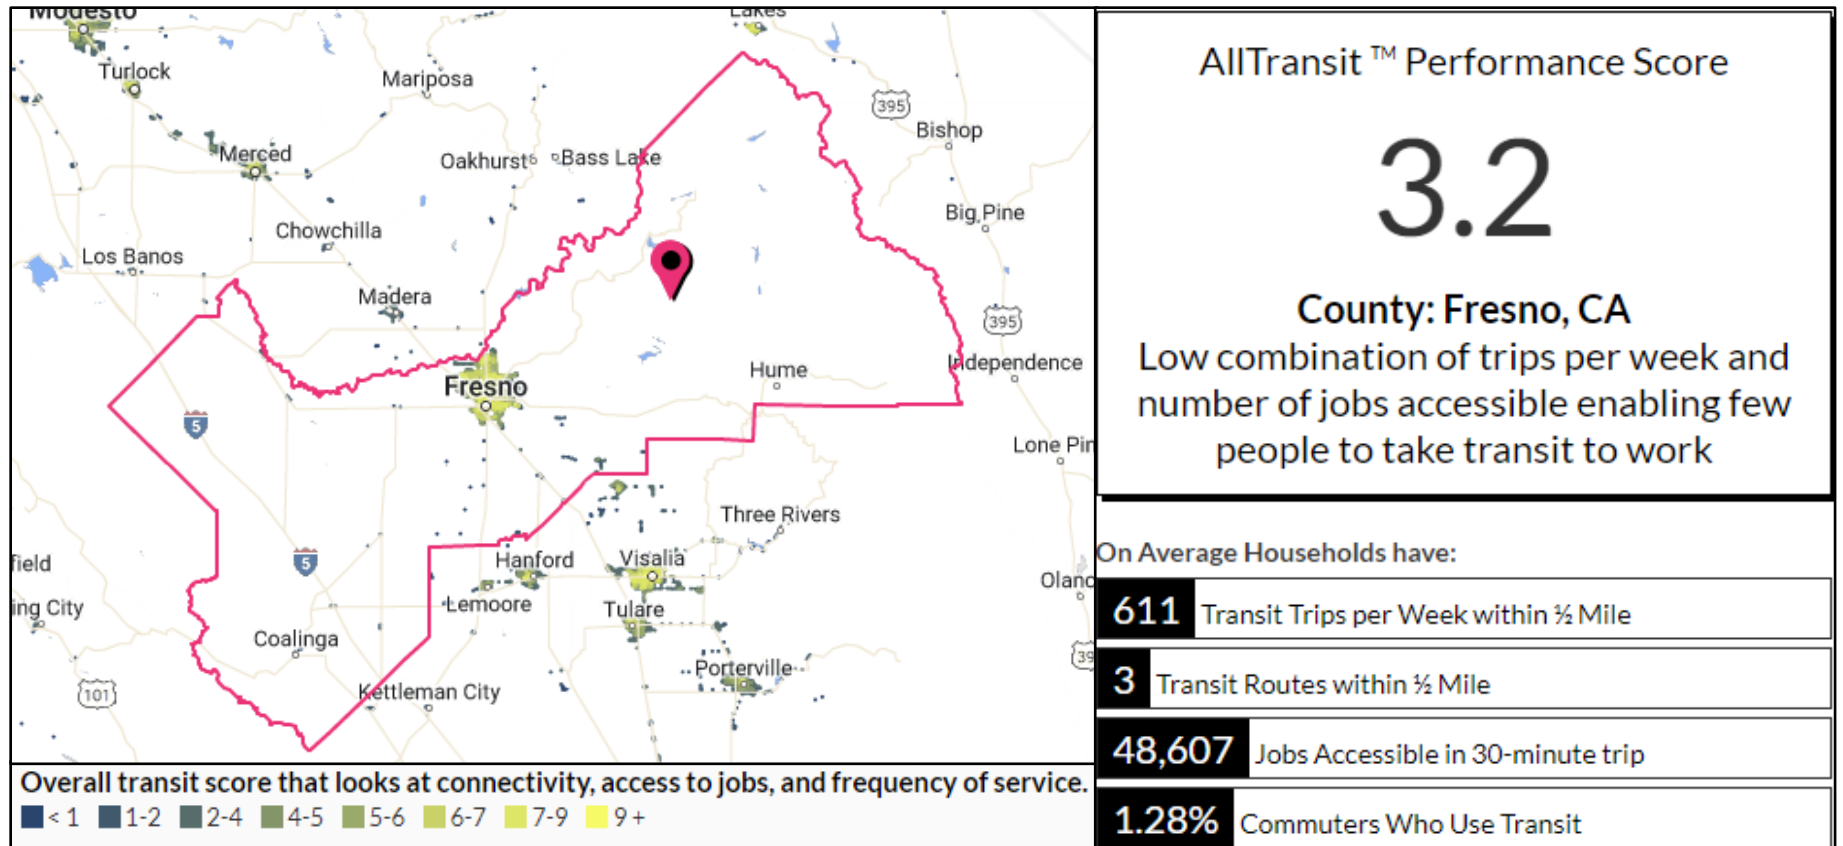 Modesto
Lakes
Turlock
Mariposa
395
Bishop
Merced
Oakhurst
Bass Lake
Big Pine
Chowchilla
Los Banos
Madera
395
Independence
Hume
Fresno
5
Lone Pin
Three Rivers
5
Hanford
Visalia
field
Olanc
ing City
Lemoore
Tulare
Coalinga
39
Porterville
101
Kettleman City
Overall transit score that looks at connectivity, access to jobs, and frequency of service.
< 1 1-2 2-4 4-5 5-6 6-7 7-9 9 +
AllTransit ™ Performance Score
3.2
County: Fresno, CA
Low combination of trips per week and
number of jobs accessible enabling few
people to take transit to work
On Average Households have:
611 Transit Trips per Week within ½ Mile
3 Transit Routes within ½ Mile
48,607 Jobs Accessible in 30-minute trip
1.28% Commuters Who Use Transit